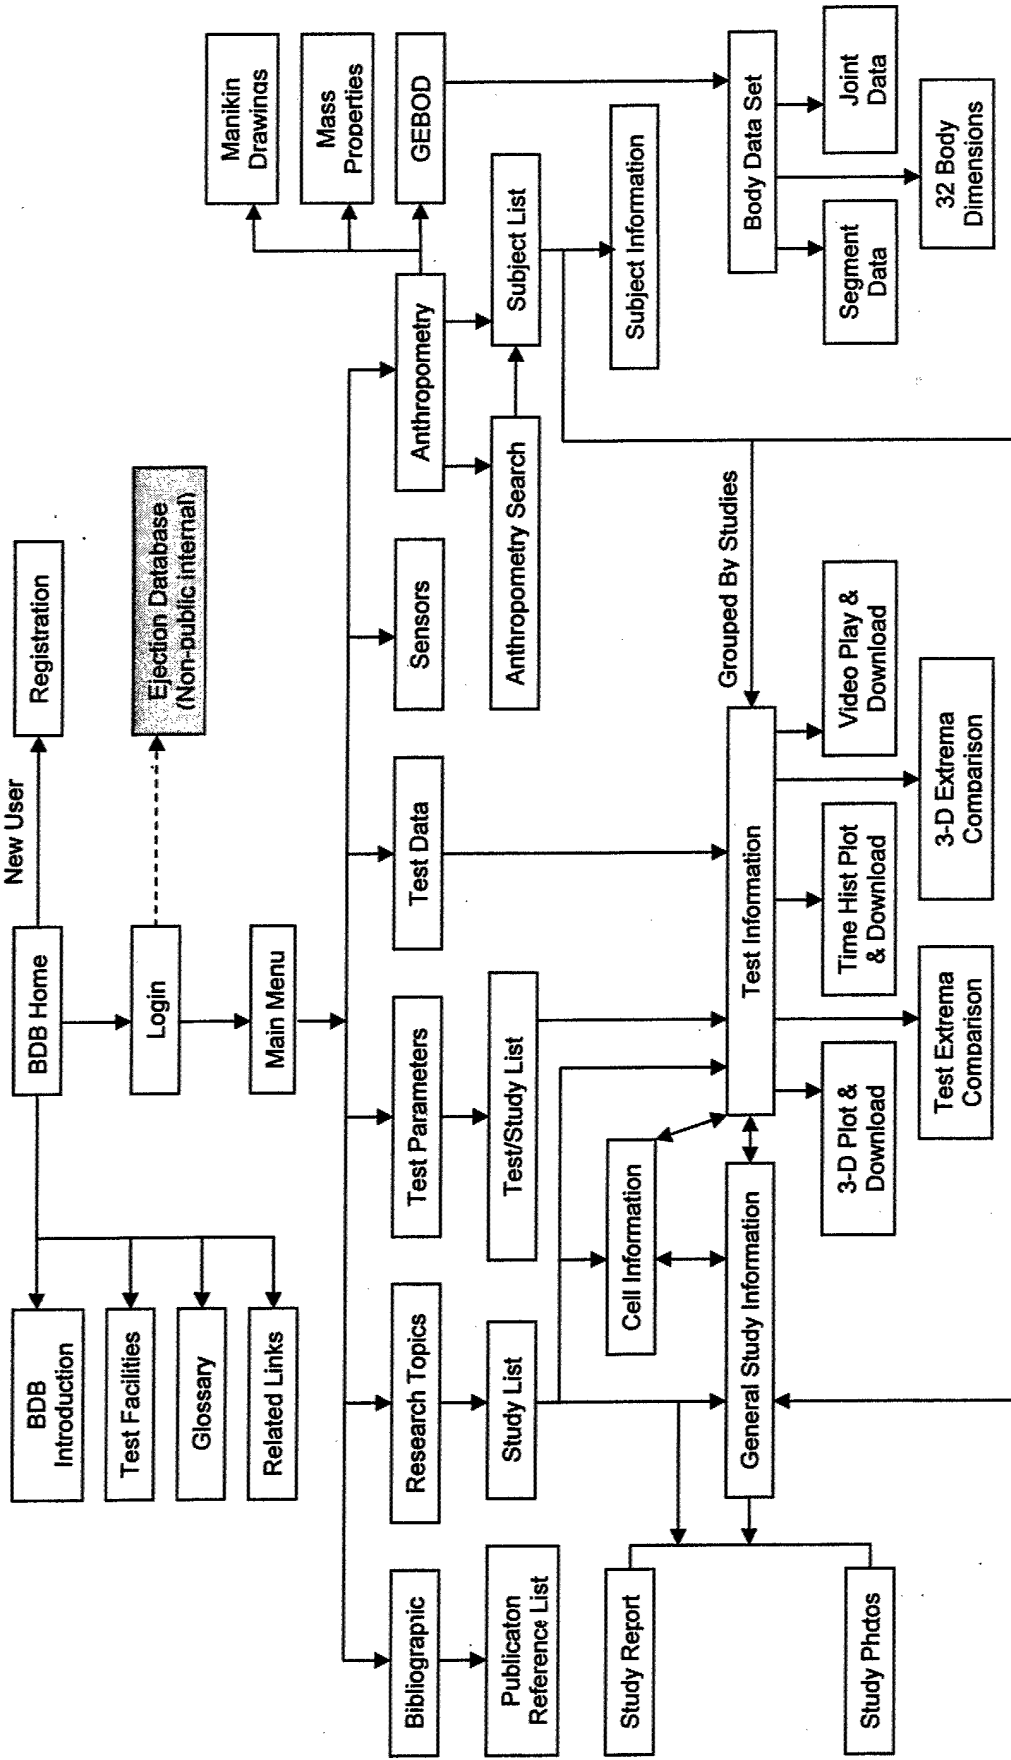 New User
BDB
Introduction
BDB Home
Registration
Test Facilities
Login
Ejection Database
(Non-public internal)
Glossary
Related Links
Main Menu
Manikin
Drawings
Mass
Properties
Bibliographic
Research Topics
Test Parameters
Test Data
Sensors
Anthropometry
GEBOD
Publicaton
Reference List
Study List
Test/Study List
Anthropometry Search
Subject List
Study Report
Cell Information
Subject Information
Grouped By Studies
General Study Information
Test Information
Body Data Set
Study Photos
3-D Plot &
Download
Time Hist Plot
& Download
Video Play &
Download
Segment
Data
Joint
Data
Test Extrema
Comparison
3-D Extrema
Comparison
32 Body
Dimensions